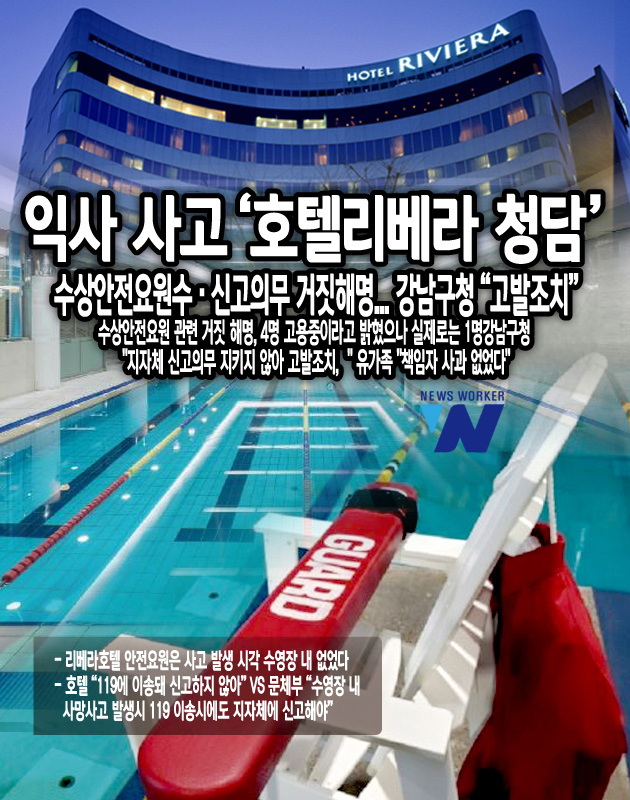 HOTEL RIVIERA
익사 사고 ‘호텔리베라 청담’
수상안전요원수 · 신고의무 거짓해명... 강남구청 “고발조치”
수상안전요원 관련 거짓 해명, 4명 고용중이라고 밝혔으나 실제로는 1명강남구청
"지자체 신고의무 지키지 않아 고발조치, " 유가족 "책임자 사과 없었다"
NEWS WORKER
GUARD
- 리베라호텔 안전요원은 사고 발생 시각 수영장 내 없었다
- 호텔 “119에 이송돼 신고하지 않아” VS 문체부 “수영장 내
사망사고 발생시 119 이송시에도 지자체에 신고해야”